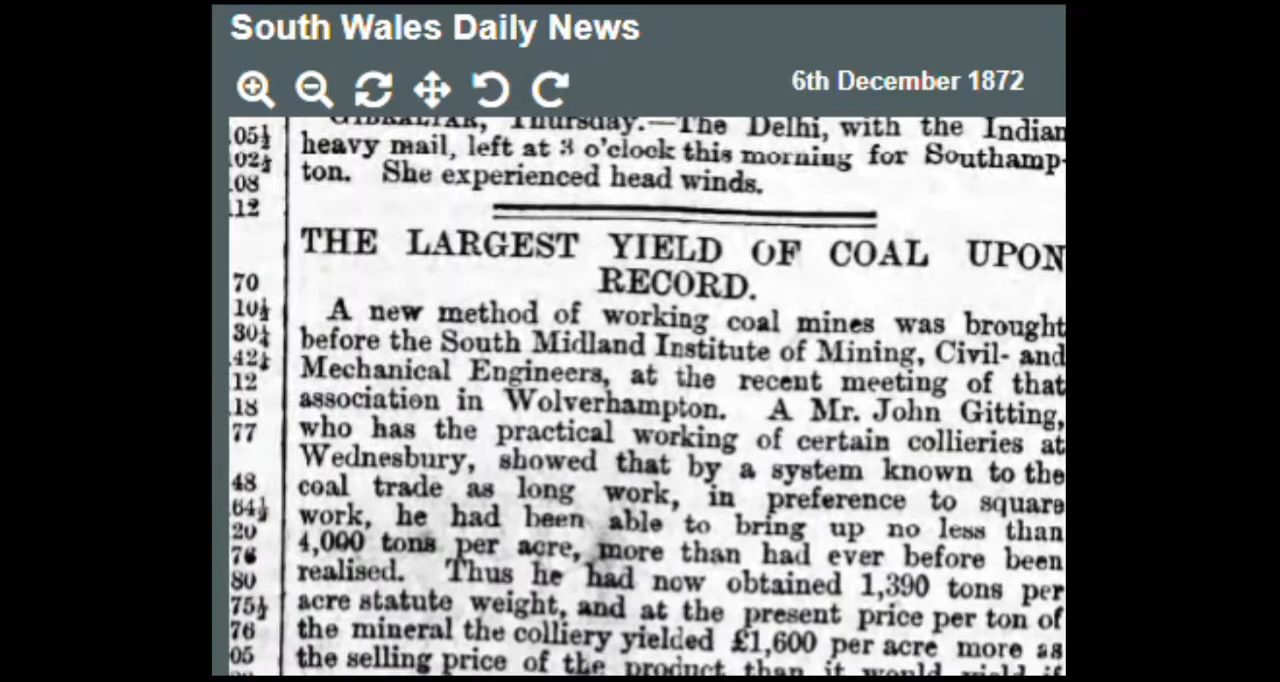 South Wales Daily News
6th December 1872
GIBRALTAR, Thursday.—The Delhi, with the Indian
heavy mail, left at 3 o'clock this morning for Southamp-
ton. She experienced head winds.
THE LARGEST YIELD OF COAL UPON
RECORD.
A new method of working coal mines was brought
before the South Midland Institute of Mining, Civil- and
Mechanical Engineers, at the recent meeting of that
association in Wolverhampton. A Mr. John Gitting,
who has the practical working of certain collieries at
Wednesbury, showed that by a system known to the
coal trade as long work, in preference to square
work, he had been able to bring up no less than
4,000 tons per acre, more than had ever before been
realised. Thus he had now obtained 1,390 tons per
acre statute weight, and at the present price per ton of
the mineral the colliery yielded £1,600 per acre more as
the selling price of the product than it would yield if
05½
02½
08
12
70
10½
30½
42½
12
18
77
48
64½
20
76
80
75½
76
05